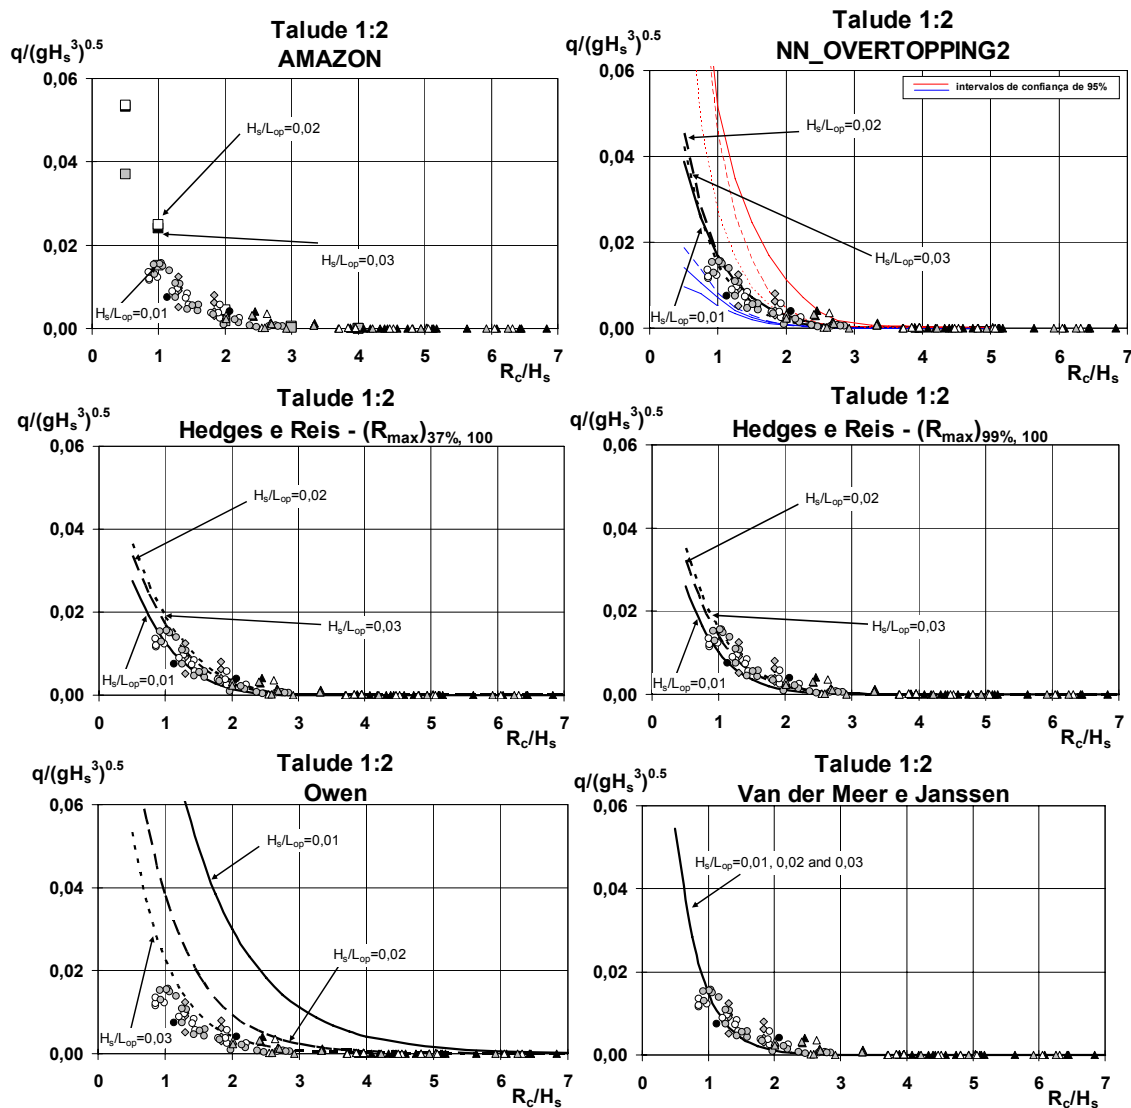 Talude 1:2
AMAZON
q/(gHs³)^0.5
0,06
0,04
0,02
0,00
0 1 2 3 4 5 6 7
Rc/Hs
Hs/Lop=0,02
Hs/Lop=0,03
Hs/Lop=0,01
Talude 1:2
NN_OVERTOPPING2
q/(gHs³)^0.5
0,06
0,04
0,02
0,00
0 1 2 3 4 5 6 7
Rc/Hs
intervalos de confiança de 95%
Hs/Lop=0,02
Hs/Lop=0,03
Hs/Lop=0,01
Talude 1:2
Hedges e Reis - (Rmax)37%, 100
q/(gHs³)^0.5
0,06
0,04
0,02
0,00
0 1 2 3 4 5 6 7
Rc/Hs
Hs/Lop=0,02
Hs/Lop=0,03
Hs/Lop=0,01
Talude 1:2
Hedges e Reis - (Rmax)99%, 100
q/(gHs³)^0.5
0,06
0,04
0,02
0,00
0 1 2 3 4 5 6 7
Rc/Hs
Hs/Lop=0,02
Hs/Lop=0,03
Hs/Lop=0,01
Talude 1:2
Owen
q/(gHs³)^0.5
0,06
0,04
0,02
0,00
0 1 2 3 4 5 6 7
Rc/Hs
Hs/Lop=0,01
Hs/Lop=0,02
Hs/Lop=0,03
Talude 1:2
Van der Meer e Janssen
q/(gHs³)^0.5
0,06
0,04
0,02
0,00
0 1 2 3 4 5 6 7
Rc/Hs
Hs/Lop=0,01, 0,02 and 0,03